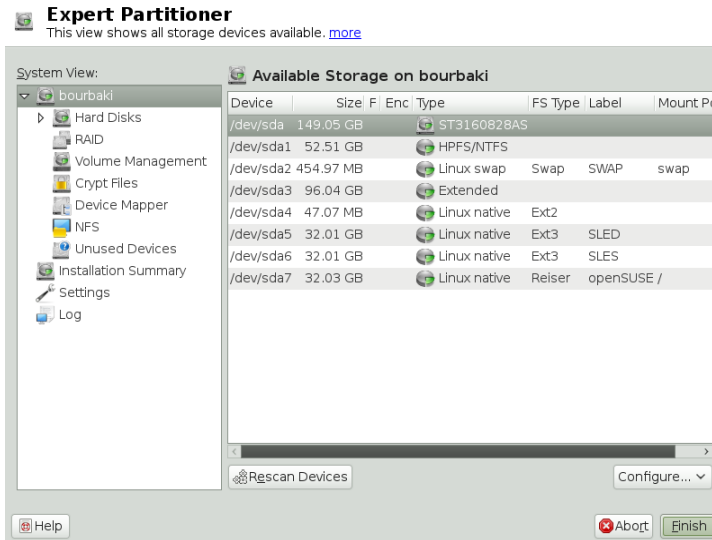 Expert Partitioner
This view shows all storage devices available. more
System View:
bourbaki
Hard Disks
RAID
Volume Management
Crypt Files
Device Mapper
NFS
Unused Devices
Installation Summary
Settings
Log
Available Storage on bourbaki
Device Size F Enc Type FS Type Label Mount Po
/dev/sda 149.05 GB ST3160828AS
/dev/sda1 52.51 GB HPFS/NTFS
/dev/sda2 454.97 MB Linux swap Swap SWAP swap
/dev/sda3 96.04 GB Extended
/dev/sda4 47.07 MB Linux native Ext2
/dev/sda5 32.01 GB Linux native Ext3 SLED
/dev/sda6 32.01 GB Linux native Ext3 SLES
/dev/sda7 32.03 GB Linux native Reiser openSUSE /
Rescan Devices
Configure...
Help
Abort
Finish